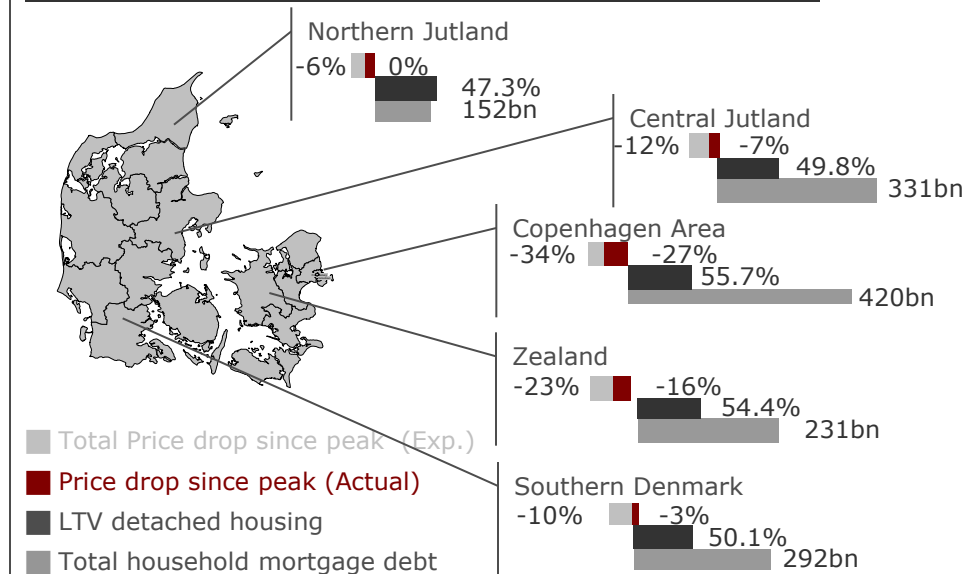 Northern Jutland
-6% 0%
47.3%
152bn
Central Jutland
-12% -7%
49.8%
331bn
Copenhagen Area
-34% -27%
55.7%
420bn
Zealand
-23% -16%
54.4%
231bn
Total Price drop since peak (Exp.)
Price drop since peak (Actual)
LTV detached housing
Total household mortgage debt
Southern Denmark
-10% -3%
50.1%
292bn